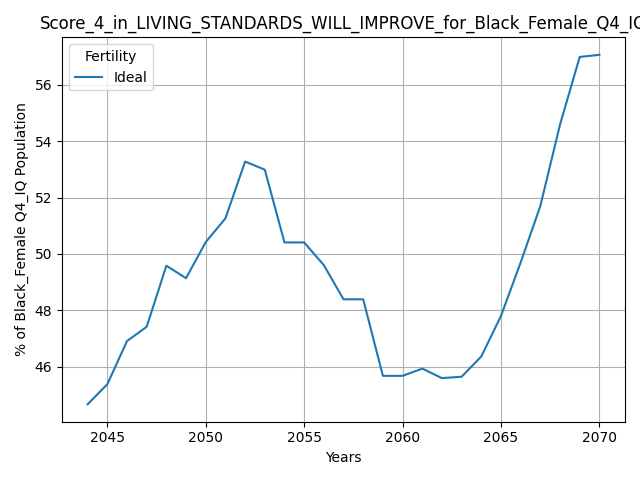 Score_4_in_LIVING_STANDARDS_WILL_IMPROVE_for_Black_Female_Q4_IQ
Fertility
Ideal
% of Black_Female Q4_IQ Population
56
54
52
50
48
46
2045 2050 2055 2060 2065 2070
Years